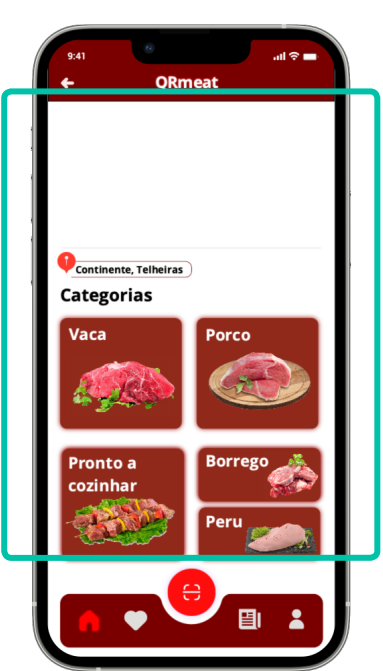 9:41
QRmeat
Continente, Telheiras
Categorias
Vaca
Porco
Pronto a
cozinhar
Borrego
Peru